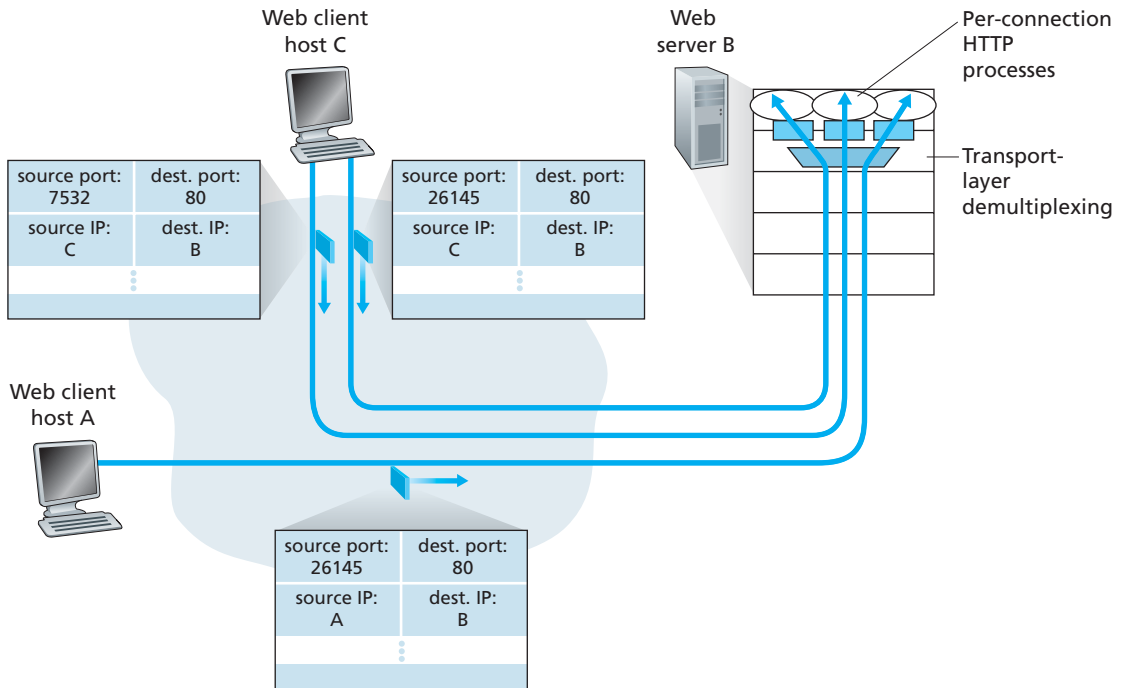 Web client
host C
Web
server B
Per-connection
HTTP
processes
Transport-
layer
demultiplexing
source port:
7532
dest. port:
80
source IP:
C
dest. IP:
B
source port:
26145
dest. port:
80
source IP:
C
dest. IP:
B
Web client
host A
source port:
26145
dest. port:
80
source IP:
A
dest. IP:
B